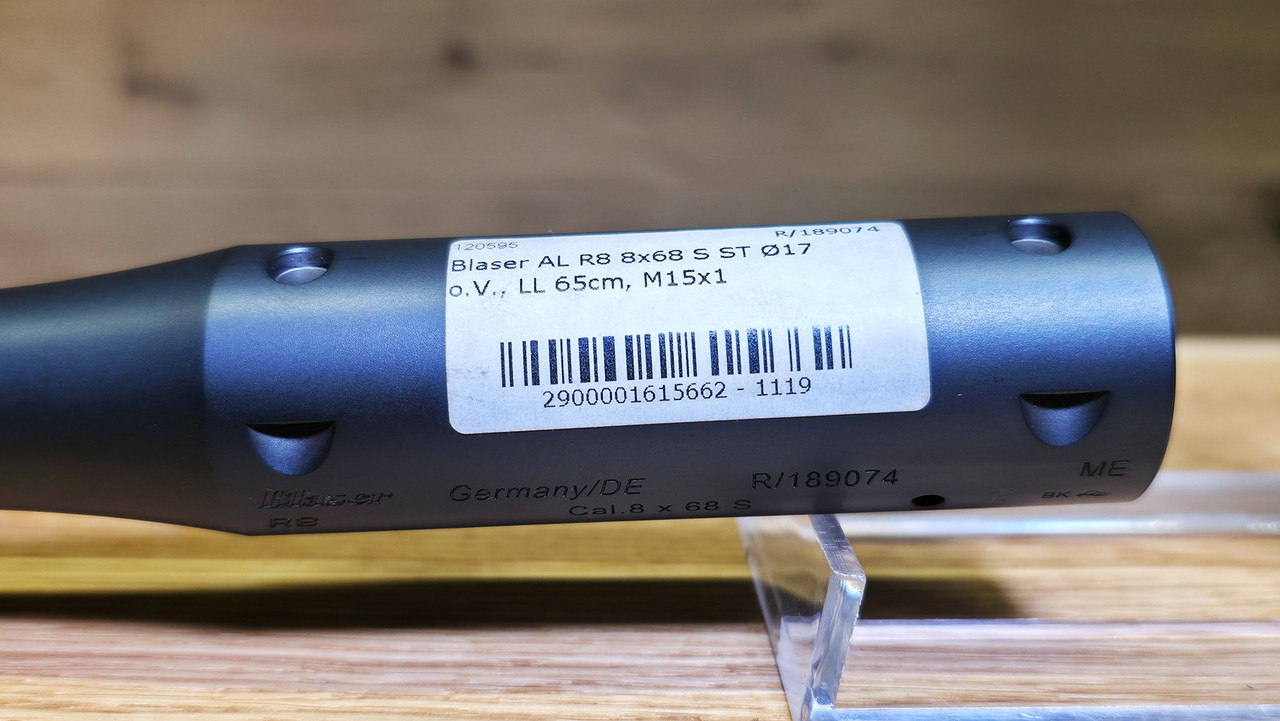 120595 R/189074
Blaser AL R8 8x68 S ST Ø17
o.V., LL 65cm, M15x1
2900001615662 - 1119
Blaser
R8
Germany/DE
Cal.8 x 68 S
R/189074
ME
BK